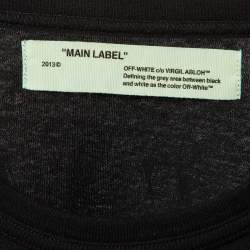 "MAIN LABEL"
2013©
OFF-WHITE c/o VIRGIL ABLOH™
Defining the grey area between black
and white as the color Off-White™